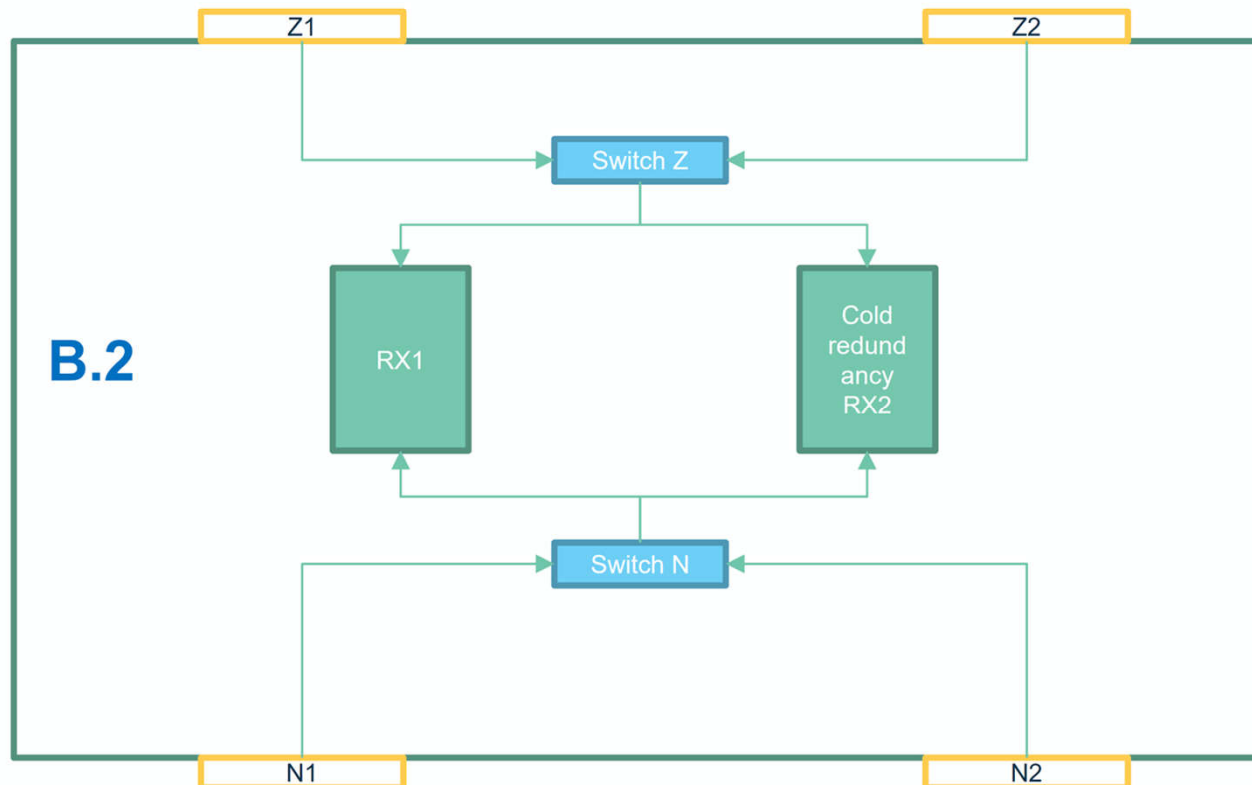 Z1
Z2
Switch Z
B.2
RX1
Cold
redund
ancy
RX2
Switch N
N1
N2